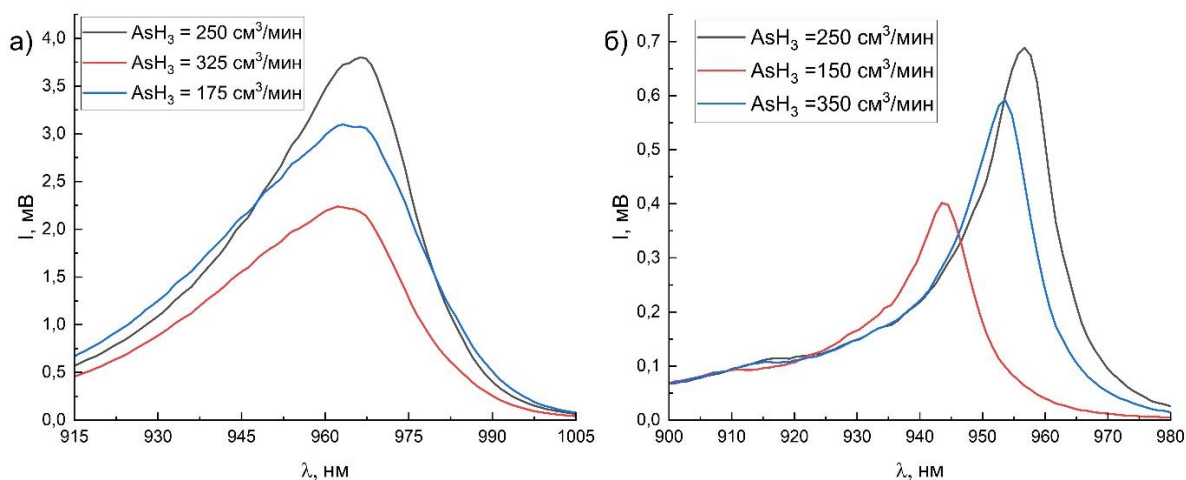 а)
AsH₃ = 250 см³/мин
AsH₃ = 325 см³/мин
AsH₃ = 175 см³/мин
4,0
3,5
3,0
2,5
2,0
1,5
1,0
0,5
0,0
I, мВ
915 930 945 960 975 990 1005
λ, нм
б)
AsH₃ =250 см³/мин
AsH₃ =150 см³/мин
AsH₃ =350 см³/мин
0,7
0,6
0,5
0,4
0,3
0,2
0,1
0,0
I, мВ
900 910 920 930 940 950 960 970 980
λ, нм